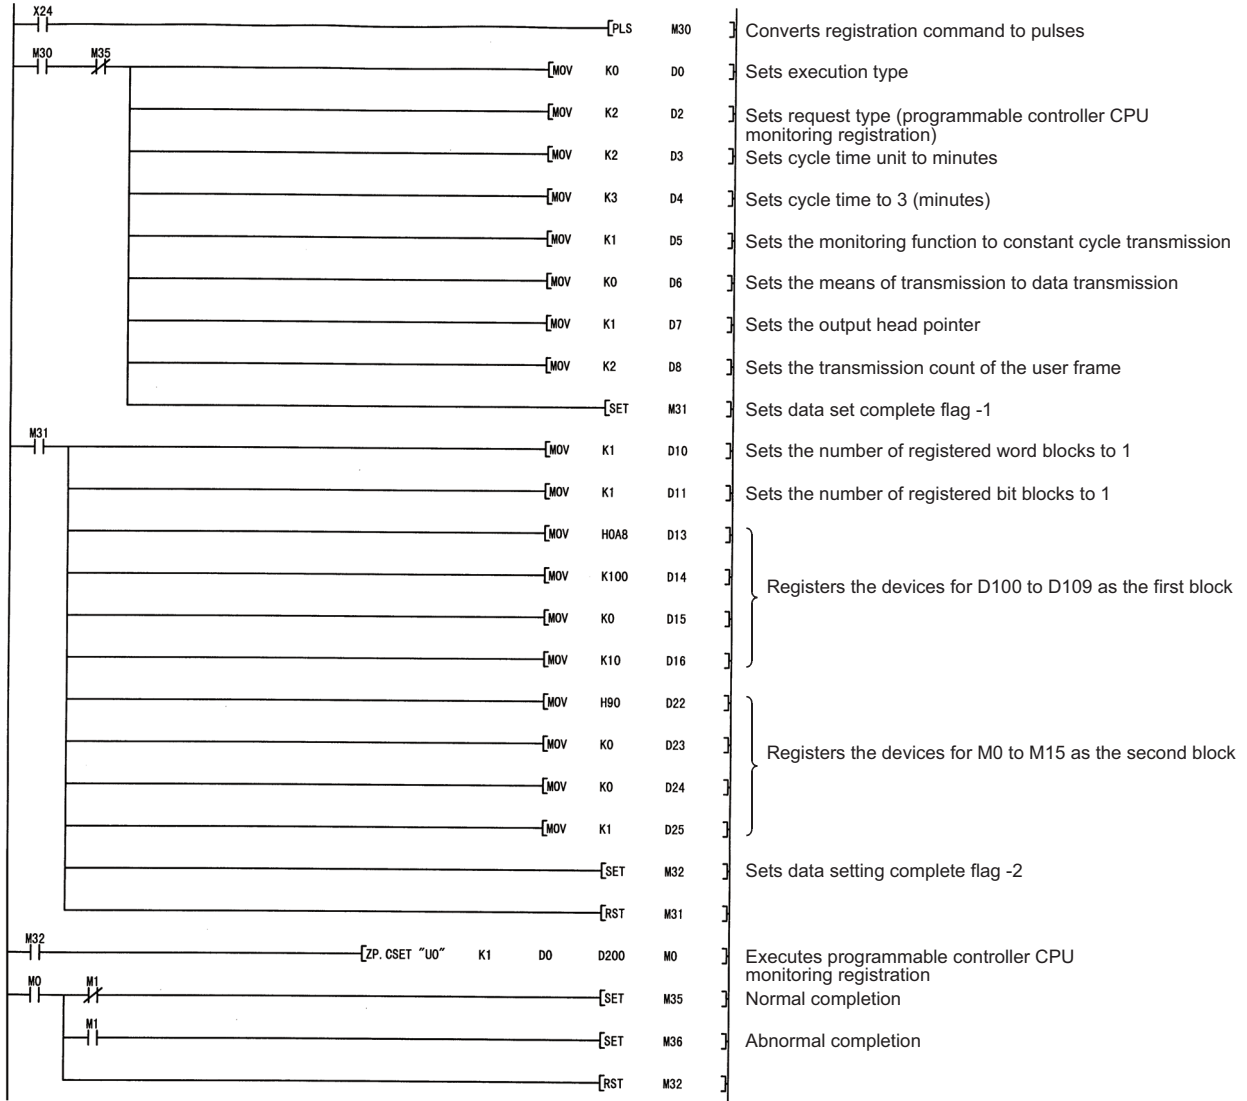 X24
[PLS M30 ] Converts registration command to pulses
M30 M35
[MOV K0 D0 ] Sets execution type
[MOV K2 D2 ] Sets request type (programmable controller CPU
monitoring registration)
[MOV K2 D3 ] Sets cycle time unit to minutes
[MOV K3 D4 ] Sets cycle time to 3 (minutes)
[MOV K1 D5 ] Sets the monitoring function to constant cycle transmission
[MOV K0 D6 ] Sets the means of transmission to data transmission
[MOV K1 D7 ] Sets the output head pointer
[MOV K2 D8 ] Sets the transmission count of the user frame
[SET M31 ] Sets data set complete flag -1
M31
[MOV K1 D10 ] Sets the number of registered word blocks to 1
[MOV K1 D11 ] Sets the number of registered bit blocks to 1
[MOV H0A8 D13 ]
[MOV K100 D14 ]
Registers the devices for D100 to D109 as the first block
[MOV K0 D15 ]
[MOV K10 D16 ]
[MOV H90 D22 ]
[MOV K0 D23 ]
Registers the devices for M0 to M15 as the second block
[MOV K0 D24 ]
[MOV K1 D25 ]
[SET M32 ] Sets data setting complete flag -2
[RST M31 ]
M32
[ZP.CSET "U0" K1 D0 D200 M0 ] Executes programmable controller CPU
monitoring registration
M0 M1
[SET M35 ] Normal completion
M1
[SET M36 ] Abnormal completion
[RST M32 ]